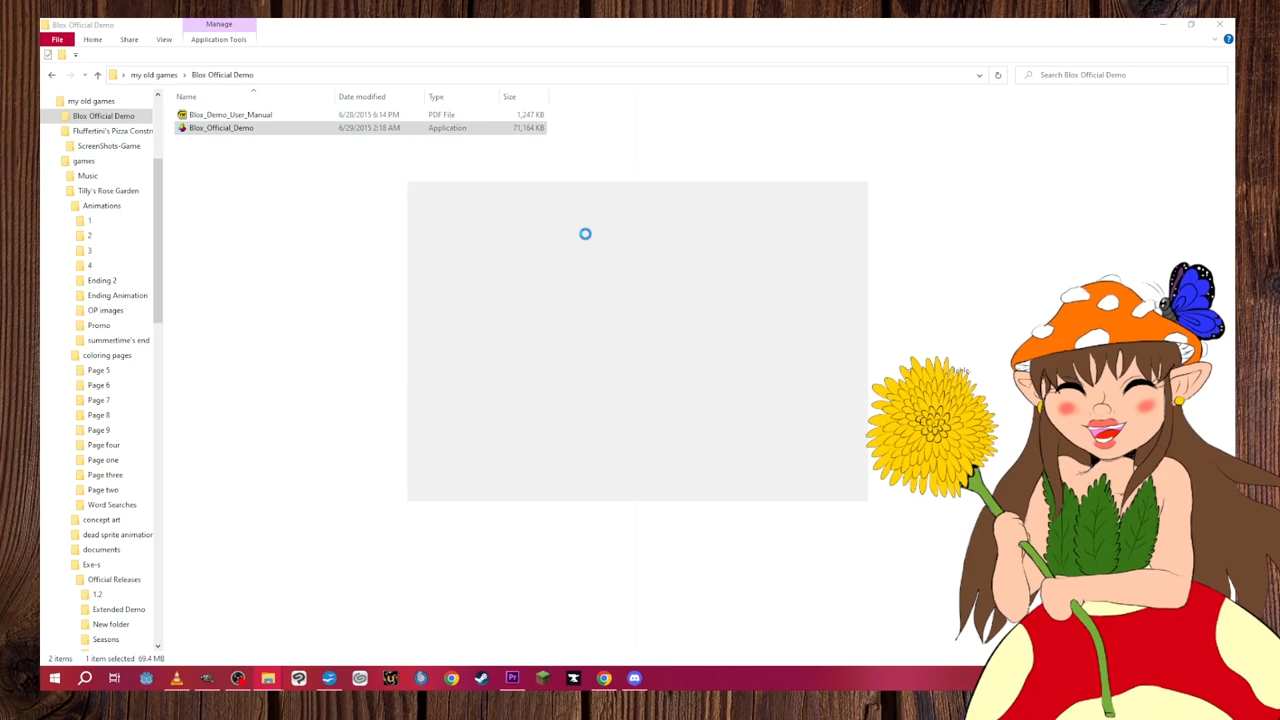 Blox Official Demo
Manage
File
Home
Share
View
Application Tools
my old games
Blox Official Demo
Search Blox Official Demo
Name
Date modified
Type
Size
Blox_Demo_User_Manual
6/28/2015 6:14 PM
PDF File
1,247 KB
Blox_Official_Demo
6/29/2015 2:18 AM
Application
71,164 KB
my old games
Blox Official Demo
Fluffertini's Pizza Constr
ScreenShots-Game
games
Music
Tilly's Rose Garden
Animations
1
2
3
4
Ending 2
Ending Animation
OP images
Promo
summertime's end
coloring pages
Page 5
Page 6
Page 7
Page 8
Page 9
Page four
Page one
Page three
Page two
Word Searches
concept art
dead sprite animation
documents
Exe-s
Official Releases
1.2
Extended Demo
New folder
Seasons
2 items
1 item selected 69.4 MB